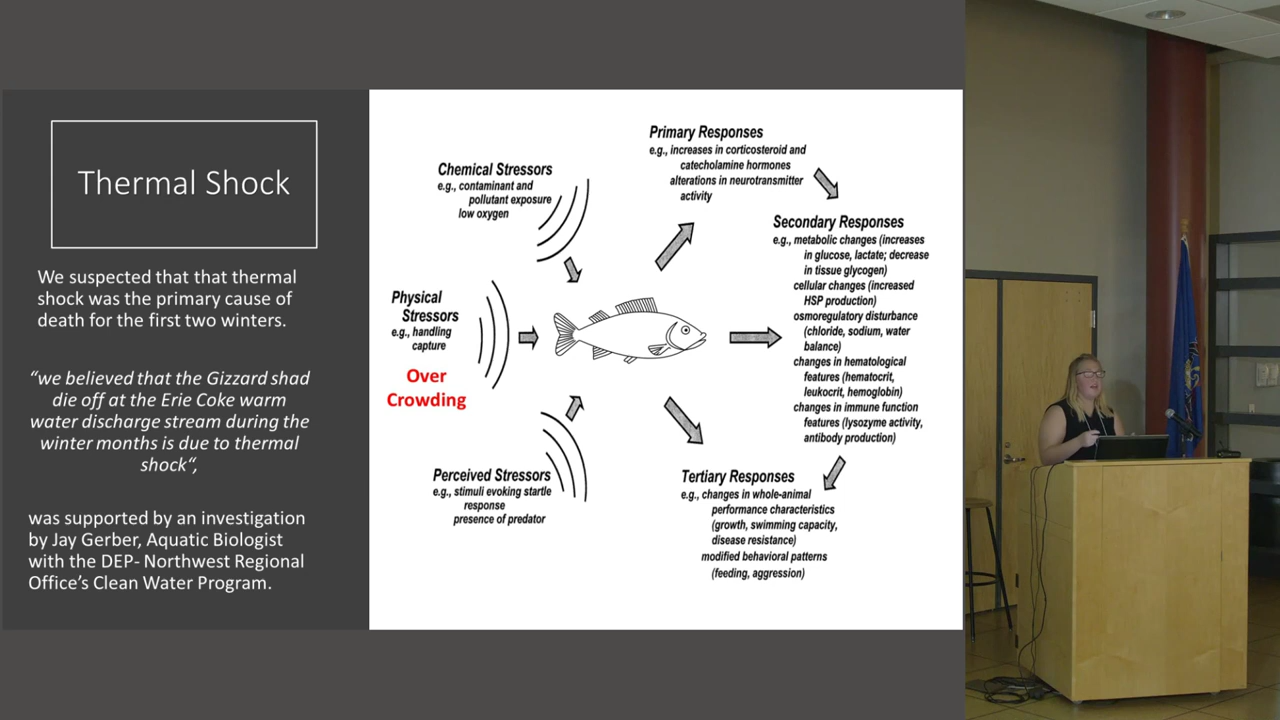 Thermal Shock
We suspected that that thermal
shock was the primary cause of
death for the first two winters.
“we believed that the Gizzard shad
die off at the Erie Coke warm
water discharge stream during the
winter months is due to thermal
shock“,
was supported by an investigation
by Jay Gerber, Aquatic Biologist
with the DEP- Northwest Regional
Office’s Clean Water Program.
Chemical Stressors
e.g., contaminant and
pollutant exposure
low oxygen
Physical
Stressors
e.g., handling
capture
Over
Crowding
Perceived Stressors
e.g., stimuli evoking startle
response
presence of predator
Primary Responses
e.g., increases in corticosteroid and
catecholamine hormones
alterations in neurotransmitter
activity
Secondary Responses
e.g., metabolic changes (increases
in glucose, lactate; decrease
in tissue glycogen)
cellular changes (increased
HSP production)
osmoregulatory disturbance
(chloride, sodium, water
balance)
changes in hematological
features (hematocrit,
leukocrit, hemoglobin)
changes in immune function
features (lysozyme activity,
antibody production)
Tertiary Responses
e.g., changes in whole-animal
performance characteristics
(growth, swimming capacity,
disease resistance)
modified behavioral patterns
(feeding, aggression)